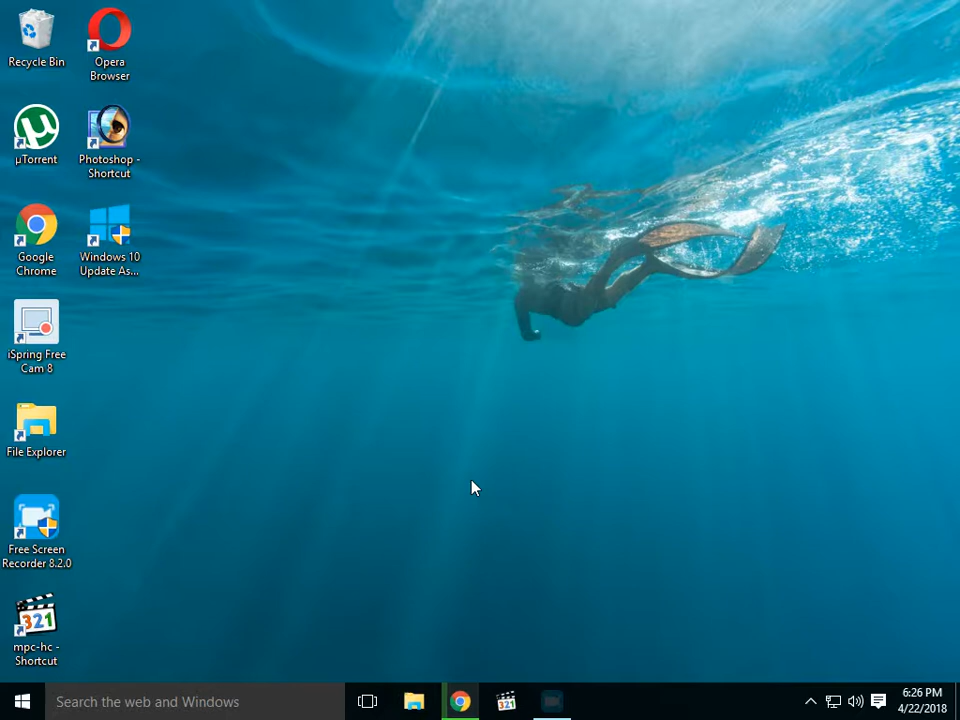 Recycle Bin
Opera
Browser
µTorrent
Photoshop -
Shortcut
Google
Chrome
Windows 10
Update As...
iSpring Free
Cam 8
File Explorer
Free Screen
Recorder 8.2.0
321
mpc-hc -
Shortcut
Search the web and Windows
321
6:26 PM
4/22/2018